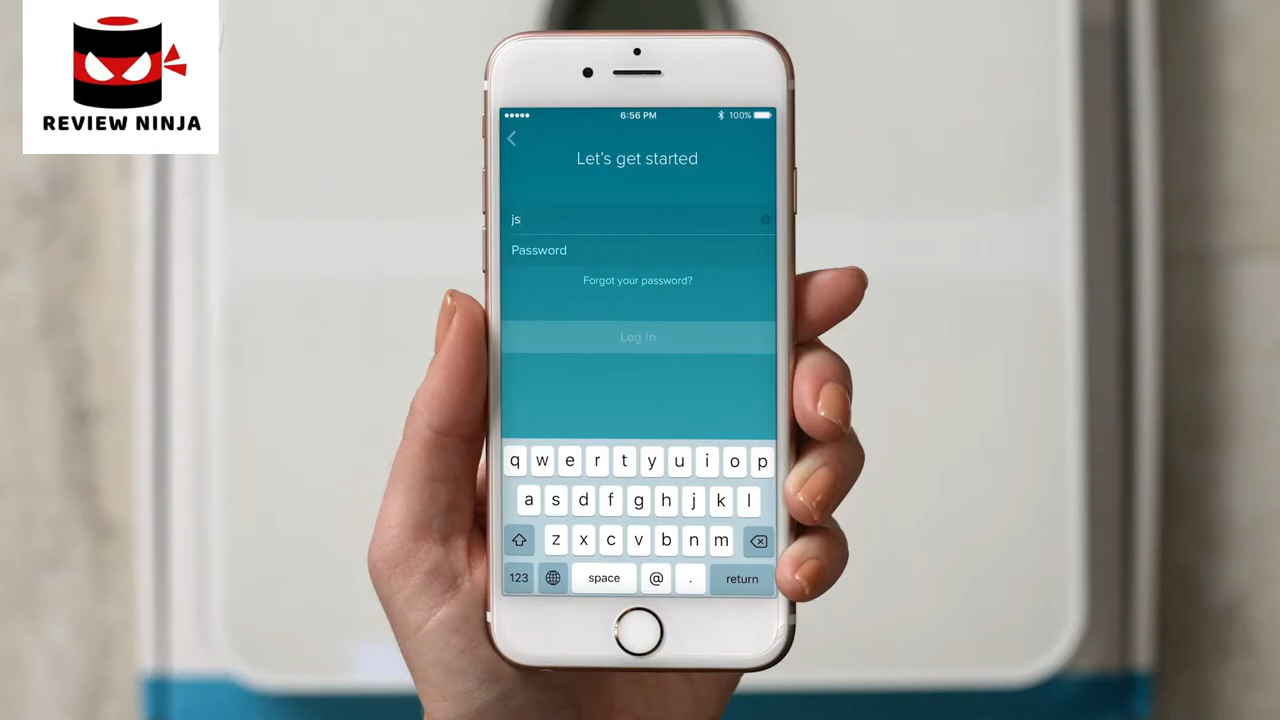 REVIEW NINJA
6:56 PM
100%
Let's get started
js
Password
Forgot your password?
Log In
q w e r t y u i o p
a s d f g h j k l
z x c v b n m
123 space @ . return